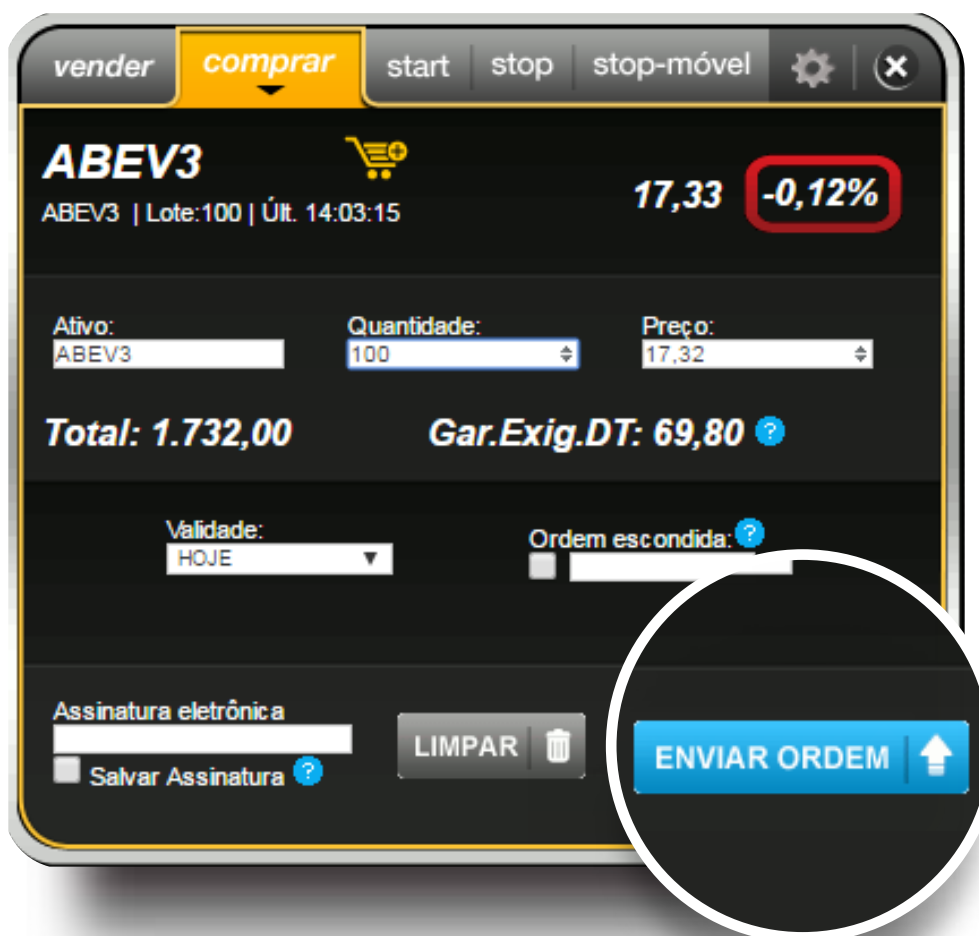 vender comprar start stop stop-móvel
ABEV3
17,33 -0,12%
ABEV3 | Lote:100 | Últ. 14:03:15
Ativo: Quantidade: Preço:
ABEV3 100 17,32
Total: 1.732,00 Gar.Exig.DT: 69,80 ?
Validade: Ordem escondida: ?
HOJE
Assinatura eletrônica
LIMPAR ENVIAR ORDEM
Salvar Assinatura ?